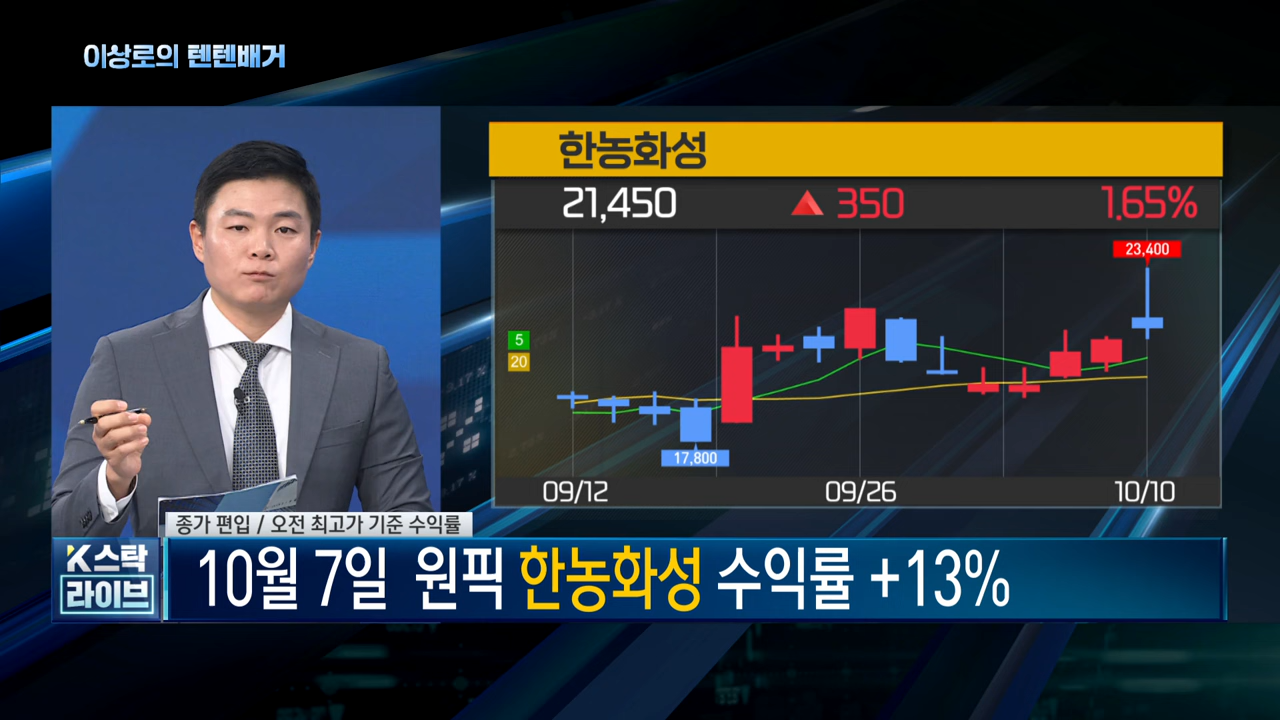 이상로의 텐텐배거
한농화성
21,450 ▲ 350 1.65%
23,400
5
20
17,800
09/12 09/26 10/10
종가 편입 / 오전 최고가 기준 수익률
K스탁
라이브
10월 7일 원픽 한농화성 수익률 +13%